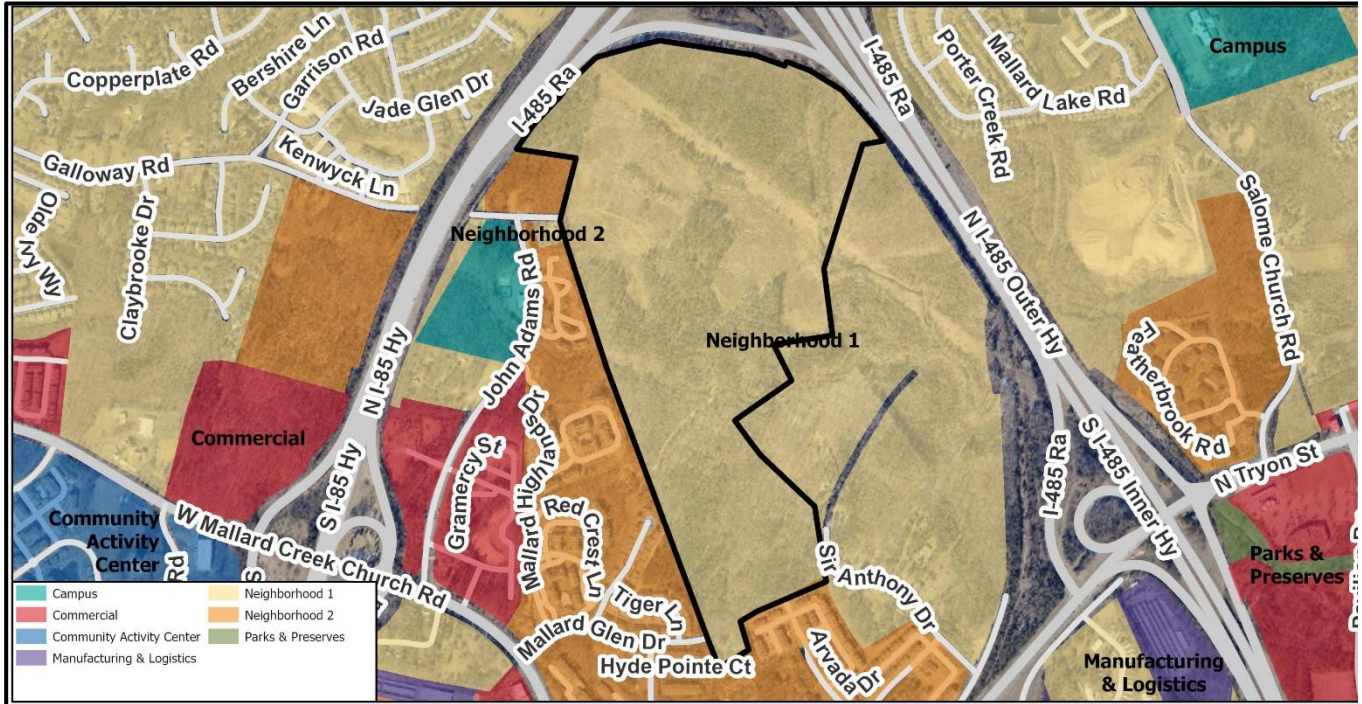 Copperplate Rd
Bershire Ln
Garrison Rd
Jade Glen Dr
Galloway Rd
Kenwyck Ln
Olde Ivy Wy
Claybrooke Dr
I-485 Ra
I-485 Ra
Porter Creek Rd
Mallard Lake Rd
Campus
Salome Church Rd
Neighborhood 2
John Adams Rd
N I-85 Hy
N I-485 Outer Hy
Neighborhood 1
Featherbrook Rd
Commercial
S I-85 Hy
Gramercy St
Mallard Highlands Dr
Red Crest Ln
Tiger Ln
Mallard Glen Dr
Hyde Pointe Ct
Sir Anthony Dr
Arvada Dr
I-485 Ra
S I-485 Inner Hy
N Tryon St
Parks &
Preserves
Community
Activity
Center
W Mallard Creek Church Rd
Rd
S
Manufacturing
& Logistics
Campus
Commercial
Community Activity Center
Manufacturing & Logistics
Neighborhood 1
Neighborhood 2
Parks & Preserves